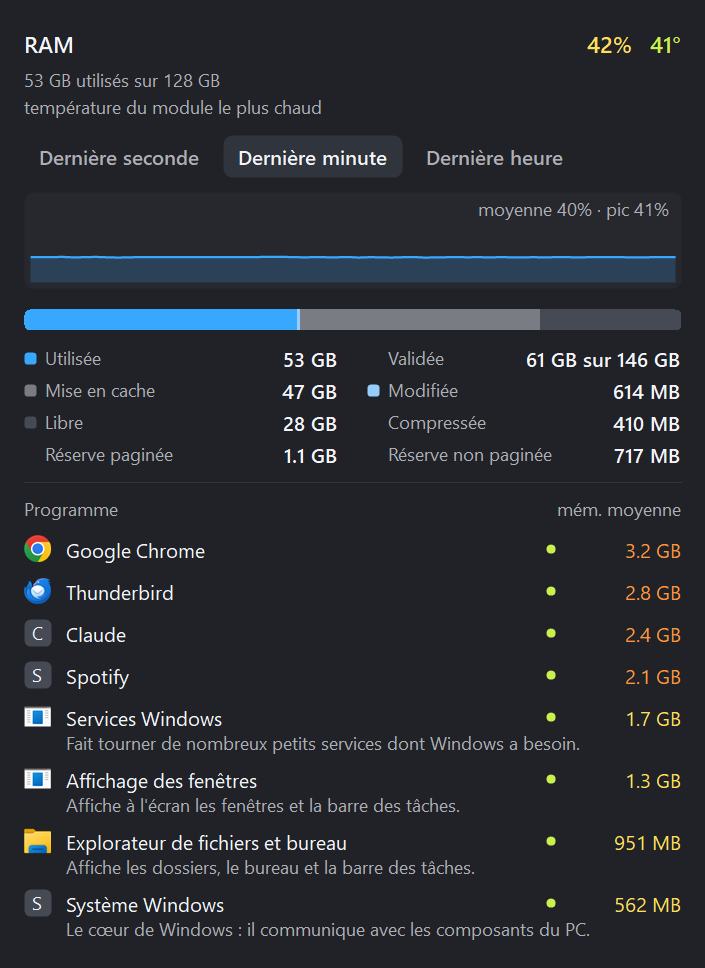 RAM 42% 41°
53 GB utilisés sur 128 GB
température du module le plus chaud
Dernière seconde Dernière minute Dernière heure
moyenne 40% · pic 41%
Utilisée 53 GB Validée 61 GB sur 146 GB
Mise en cache 47 GB Modifiée 614 MB
Libre 28 GB Compressée 410 MB
Réserve paginée 1.1 GB Réserve non paginée 717 MB
Programme mém. moyenne
Google Chrome 3.2 GB
Thunderbird 2.8 GB
C Claude 2.4 GB
S Spotify 2.1 GB
Services Windows 1.7 GB
Fait tourner de nombreux petits services dont Windows a besoin.
Affichage des fenêtres 1.3 GB
Affiche à l'écran les fenêtres et la barre des tâches.
Explorateur de fichiers et bureau 951 MB
Affiche les dossiers, le bureau et la barre des tâches.
S Système Windows 562 MB
Le cœur de Windows : il communique avec les composants du PC.